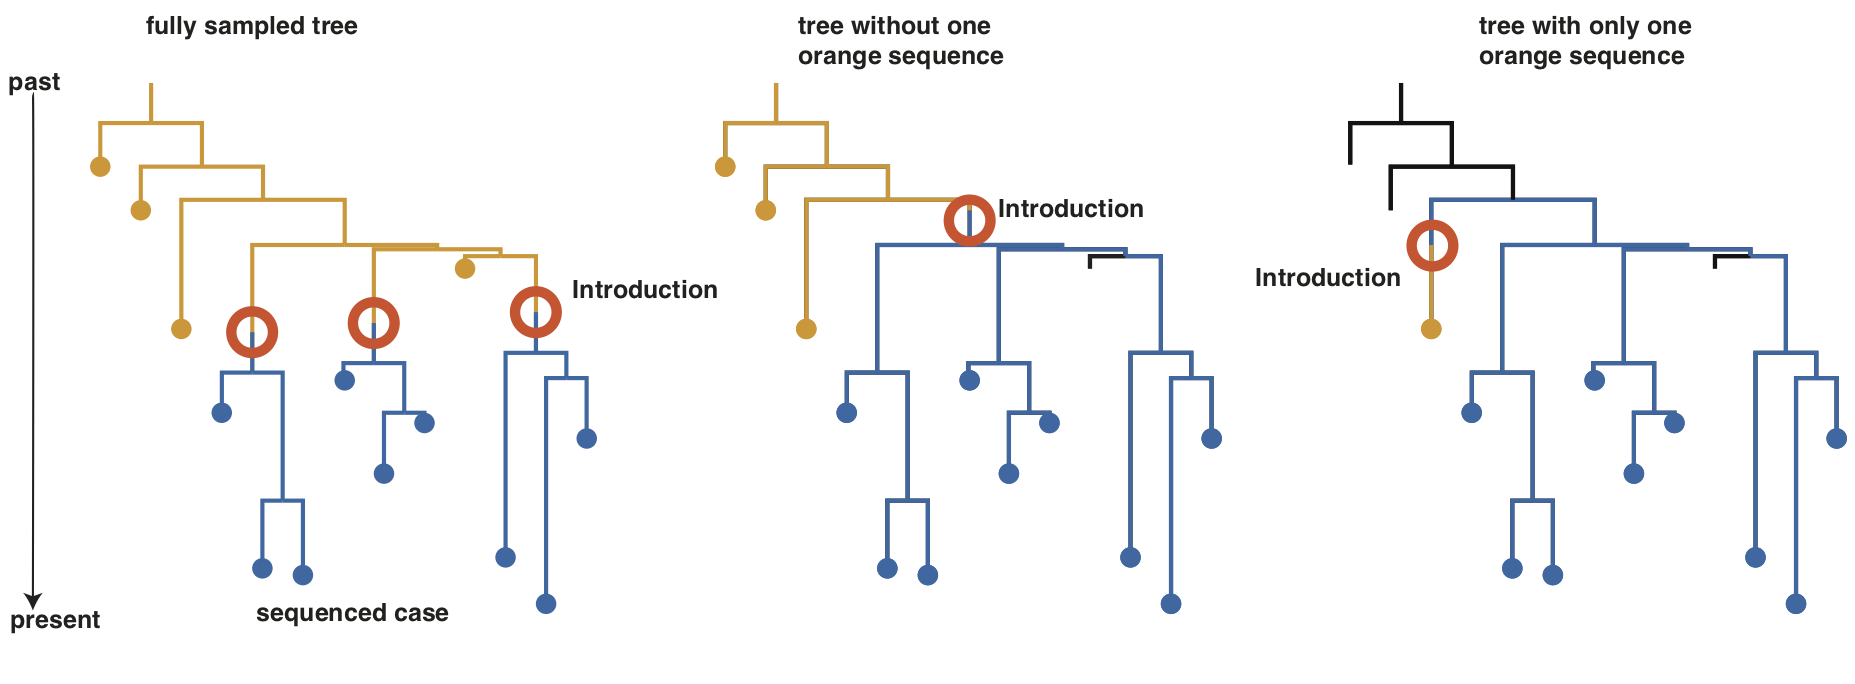 fully sampled tree
tree without one
orange sequence
tree with only one
orange sequence
past
Introduction
Introduction
Introduction
sequenced case
present